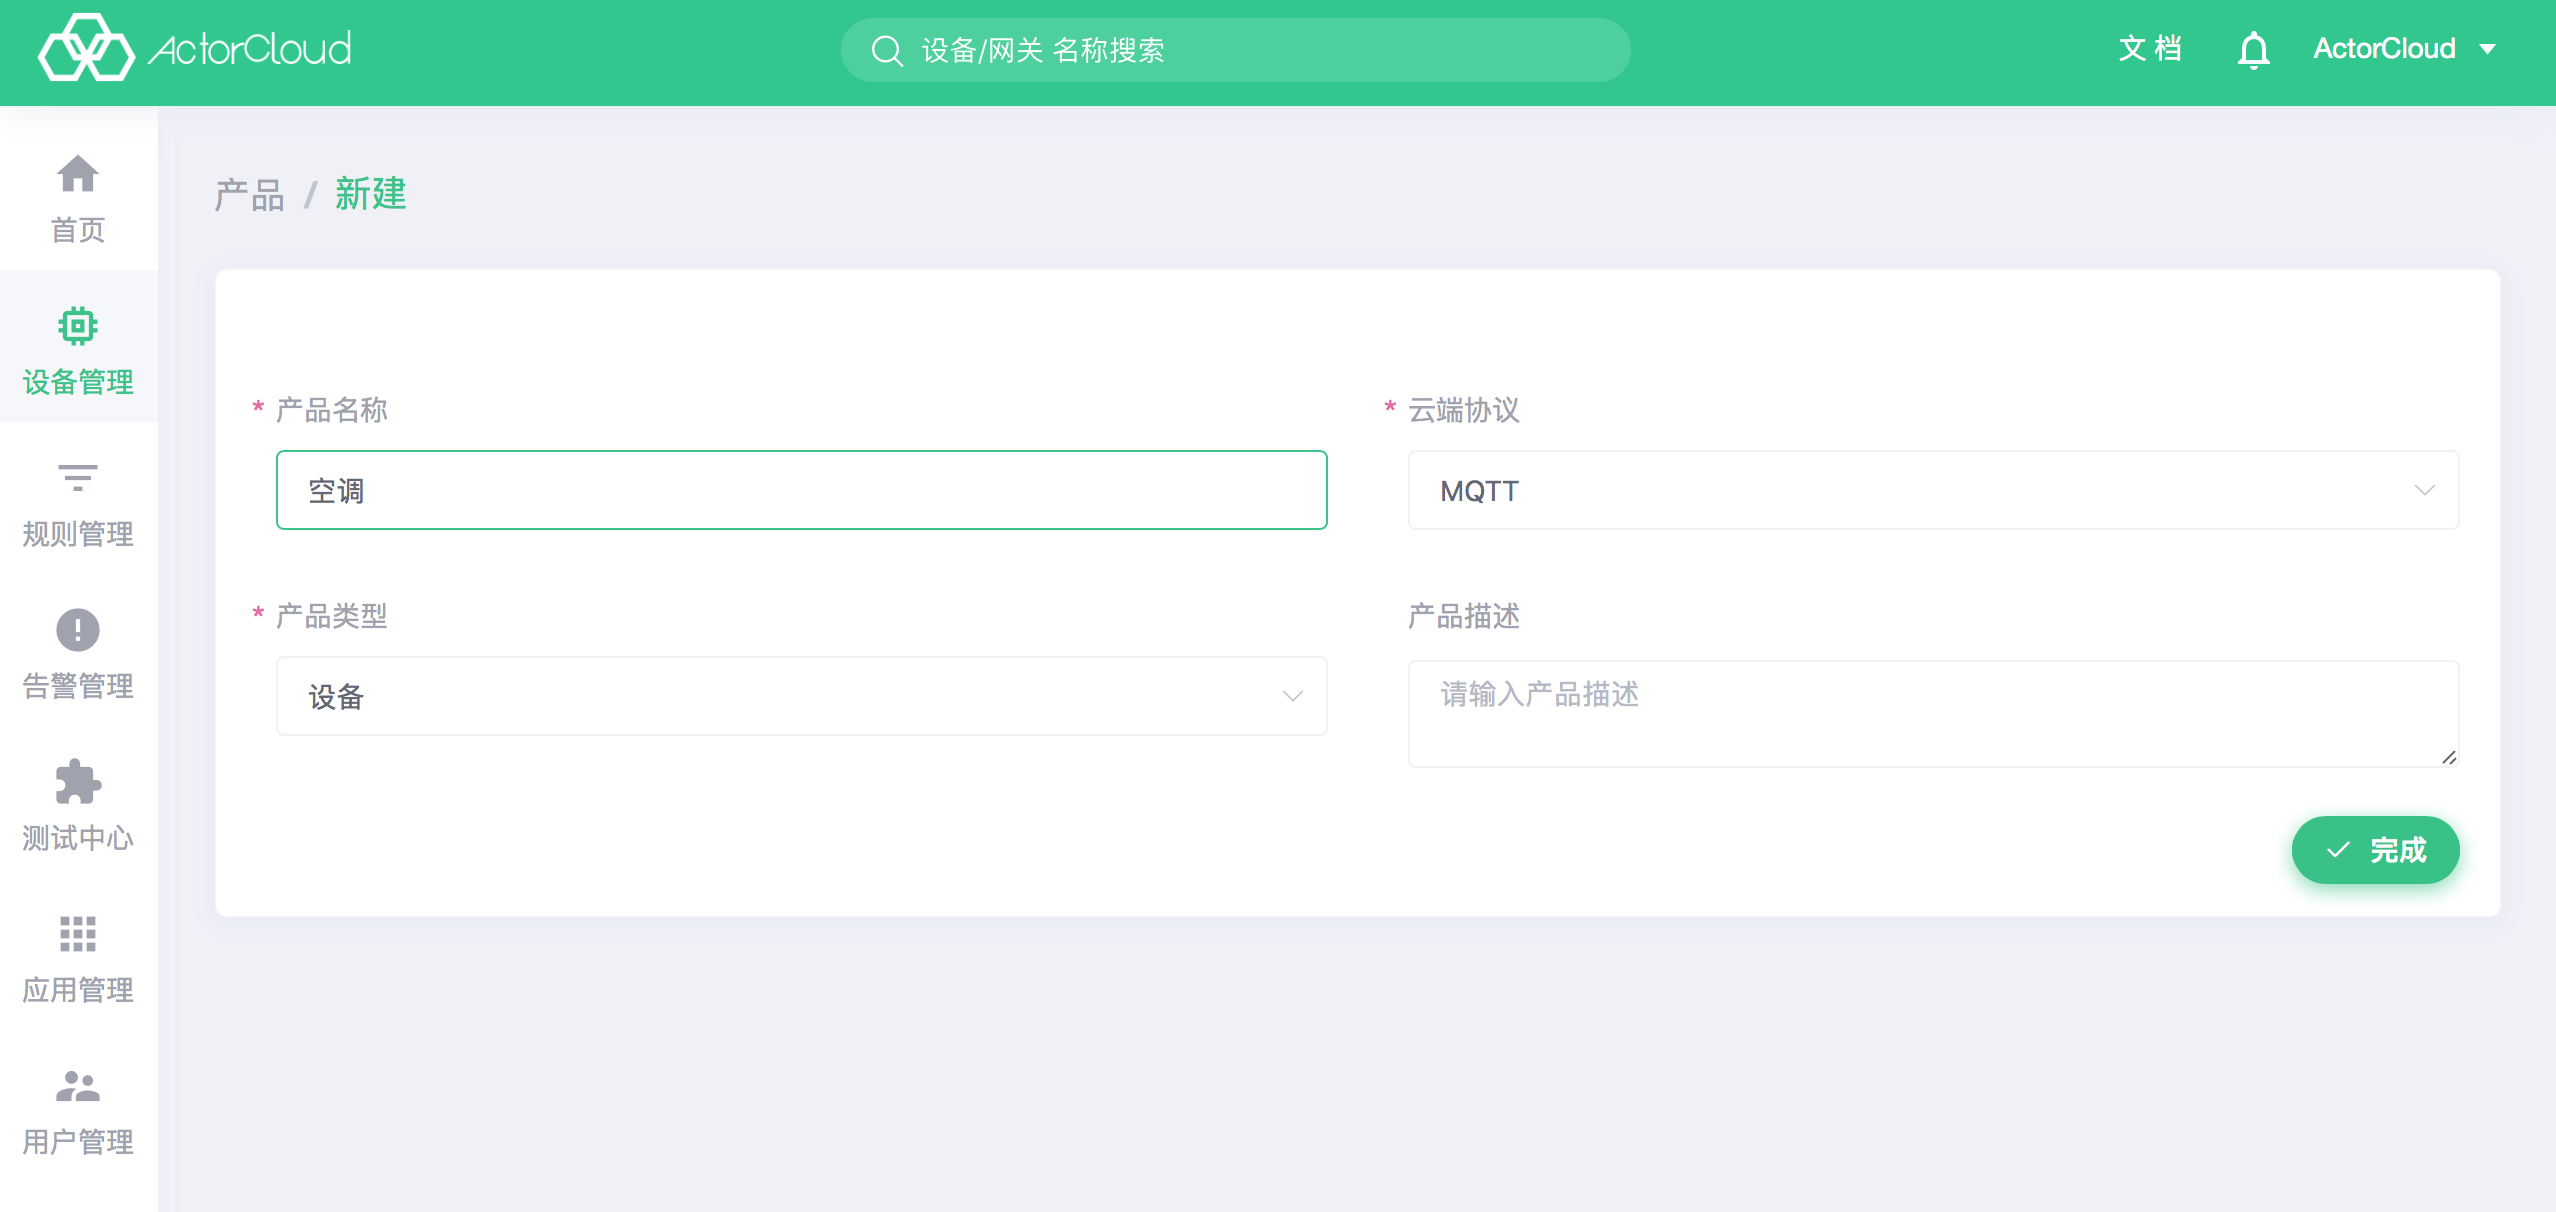 ActorCloud
设备/网关 名称搜索
文 档
ActorCloud
首页
设备管理
规则管理
告警管理
测试中心
应用管理
用户管理
产品 / 新建
* 产品名称
空调
* 云端协议
MQTT
* 产品类型
设备
产品描述
请输入产品描述
完成